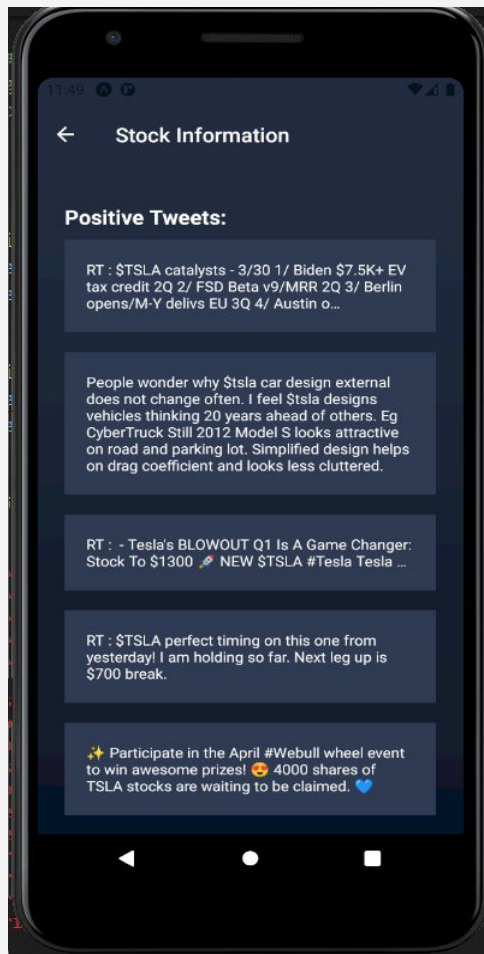 11:49
Stock Information
Positive Tweets:
RT : $TSLA catalysts - 3/30 1/ Biden $7.5K+ EV
tax credit 2Q 2/ FSD Beta v9/MRR 2Q 3/ Berlin
opens/M-Y delivs EU 3Q 4/ Austin o...
People wonder why $tsla car design external
does not change often. I feel $tsla designs
vehicles thinking 20 years ahead of others. Eg
CyberTruck Still 2012 Model S looks attractive
on road and parking lot. Simplified design helps
on drag coefficient and looks less cluttered.
RT :  - Tesla's BLOWOUT Q1 Is A Game Changer:
Stock To $1300 🚀 NEW $TSLA #Tesla Tesla ...
RT : $TSLA perfect timing on this one from
yesterday! I am holding so far. Next leg up is
$700 break.
✨ Participate in the April #Webull wheel event
to win awesome prizes! 😍 4000 shares of
TSLA stocks are waiting to be claimed. 💙